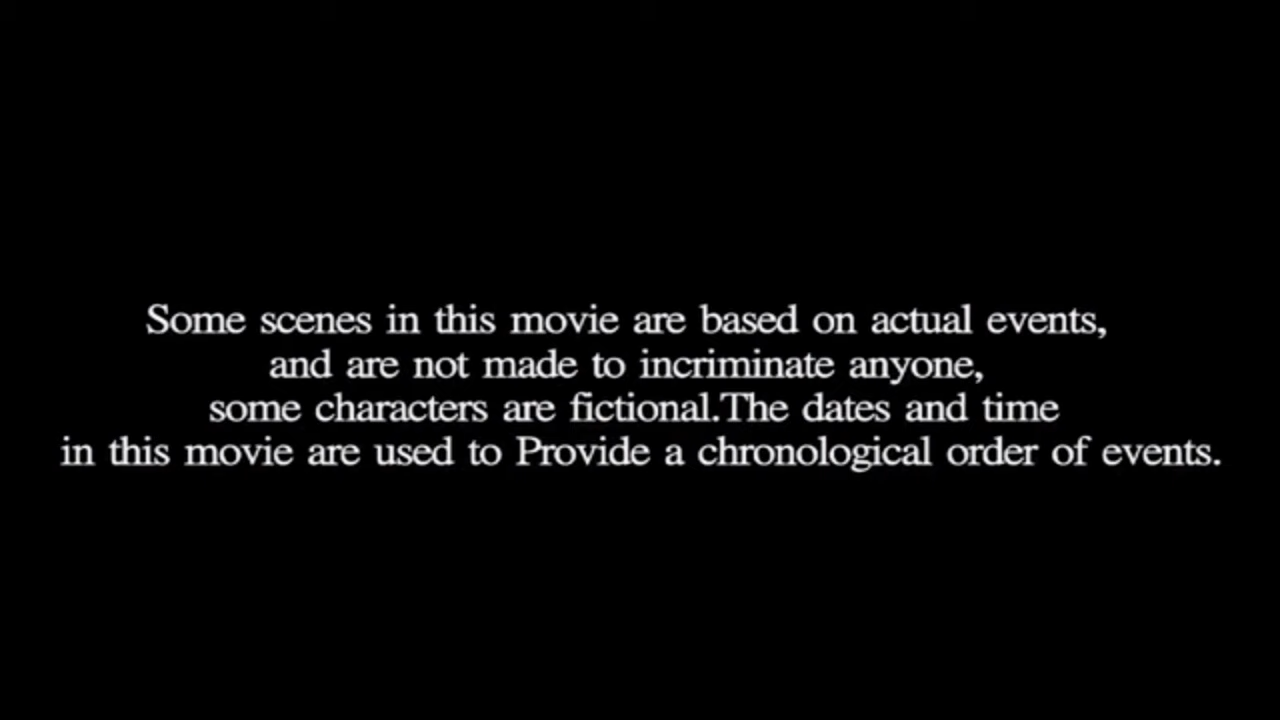 Some scenes in this movie are based on actual events,
and are not made to incriminate anyone,
some characters are fictional.The dates and time
in this movie are used to Provide a chronological order of events.